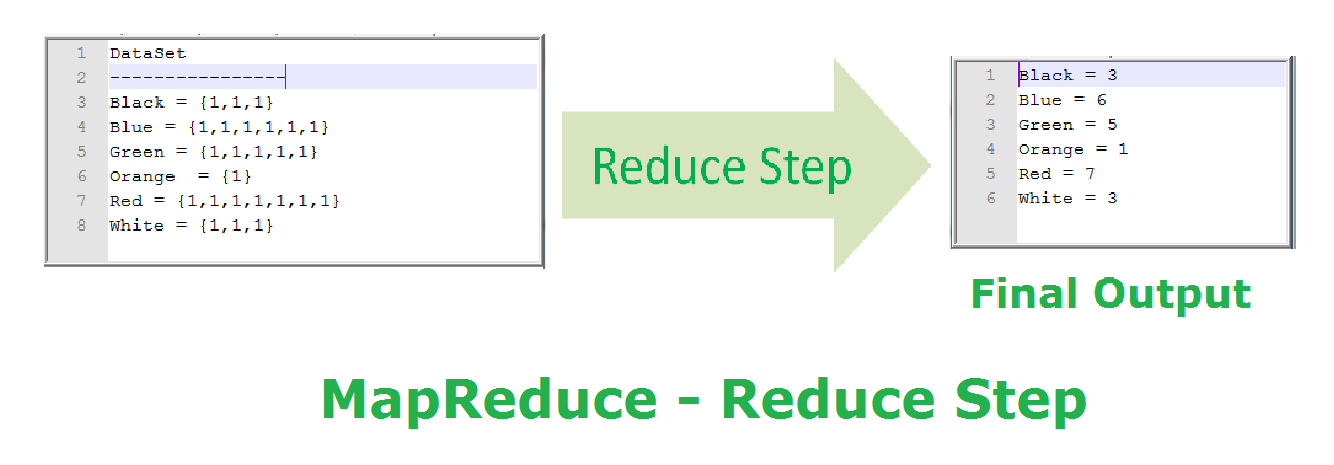 1 DataSet
2 ----------------
3 Black = {1,1,1}
4 Blue = {1,1,1,1,1,1}
5 Green = {1,1,1,1,1}
6 Orange  = {1}
7 Red = {1,1,1,1,1,1,1}
8 White = {1,1,1}
Reduce Step
1 Black = 3
2 Blue = 6
3 Green = 5
4 Orange = 1
5 Red = 7
6 White = 3
Final Output
MapReduce - Reduce Step